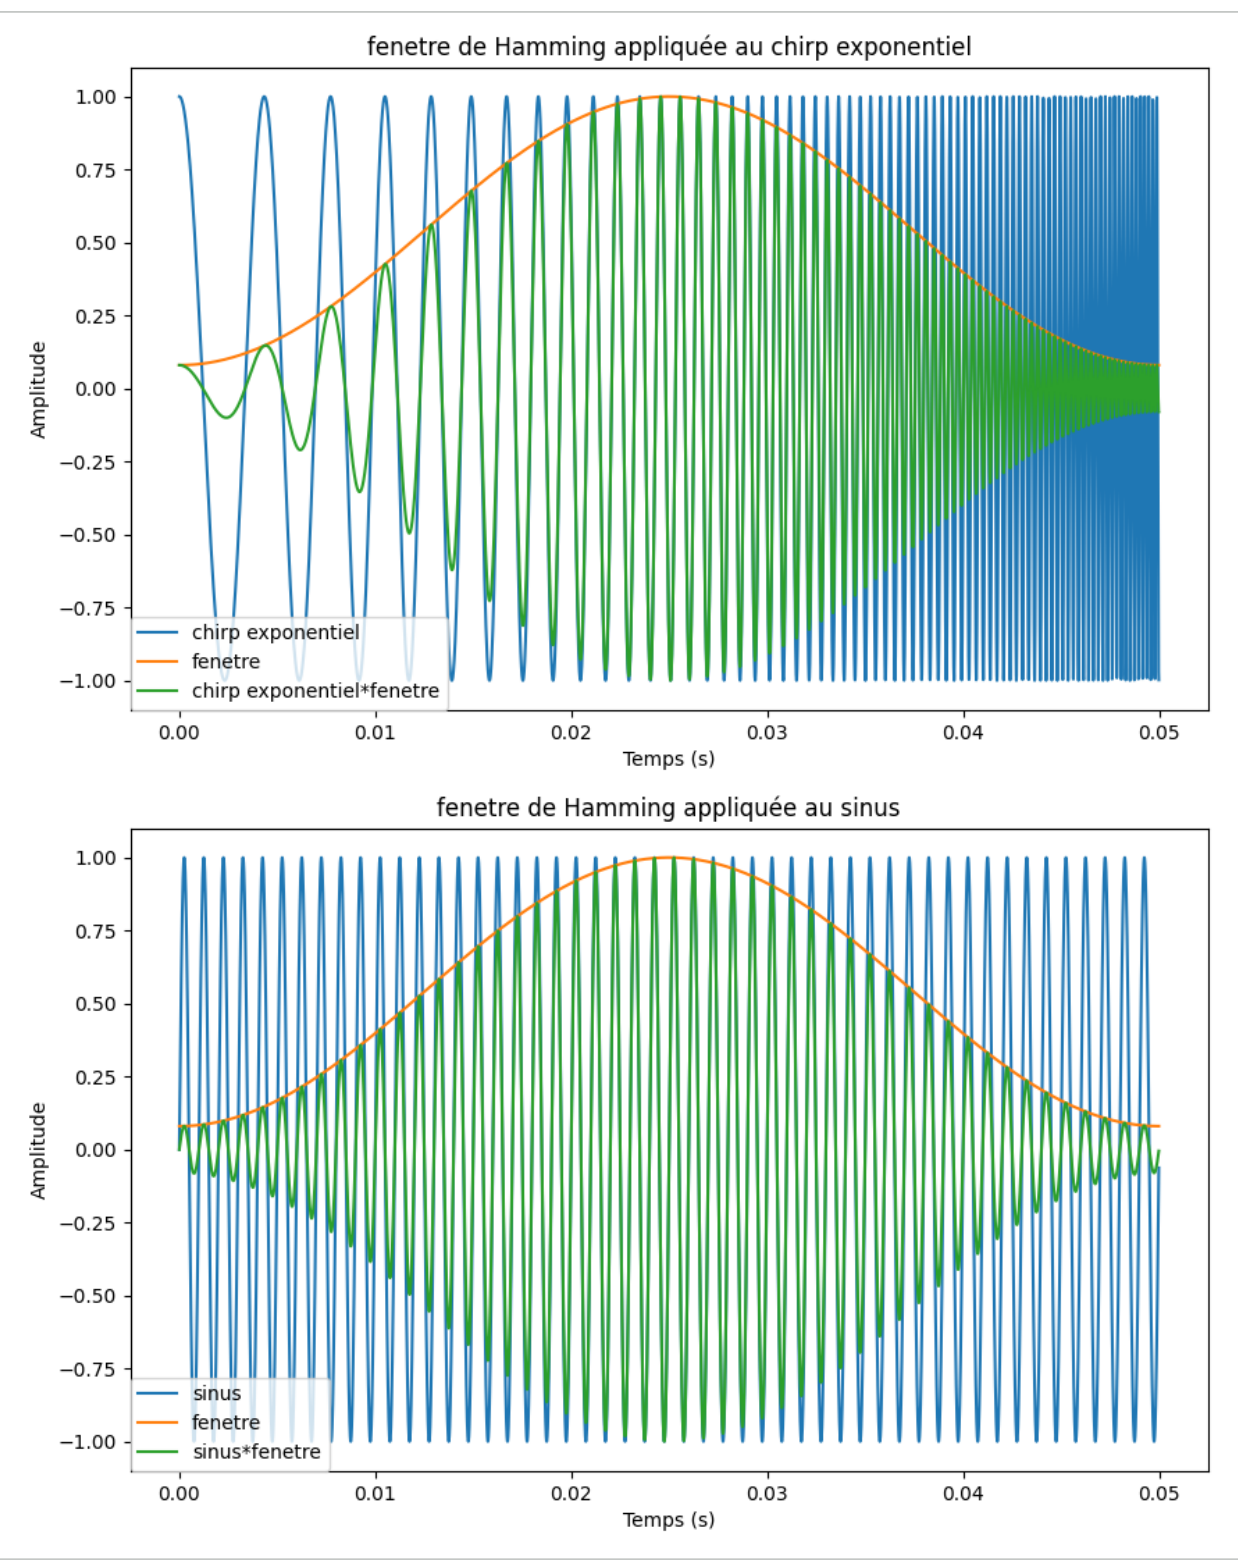 fenetre de Hamming appliquée au chirp exponentiel
1.00
0.75
0.50
0.25
0.00
−0.25
−0.50
−0.75
−1.00
Amplitude
chirp exponentiel
fenetre
chirp exponentiel*fenetre
0.00 0.01 0.02 0.03 0.04 0.05
Temps (s)
fenetre de Hamming appliquée au sinus
1.00
0.75
0.50
0.25
0.00
−0.25
−0.50
−0.75
−1.00
Amplitude
sinus
fenetre
sinus*fenetre
0.00 0.01 0.02 0.03 0.04 0.05
Temps (s)